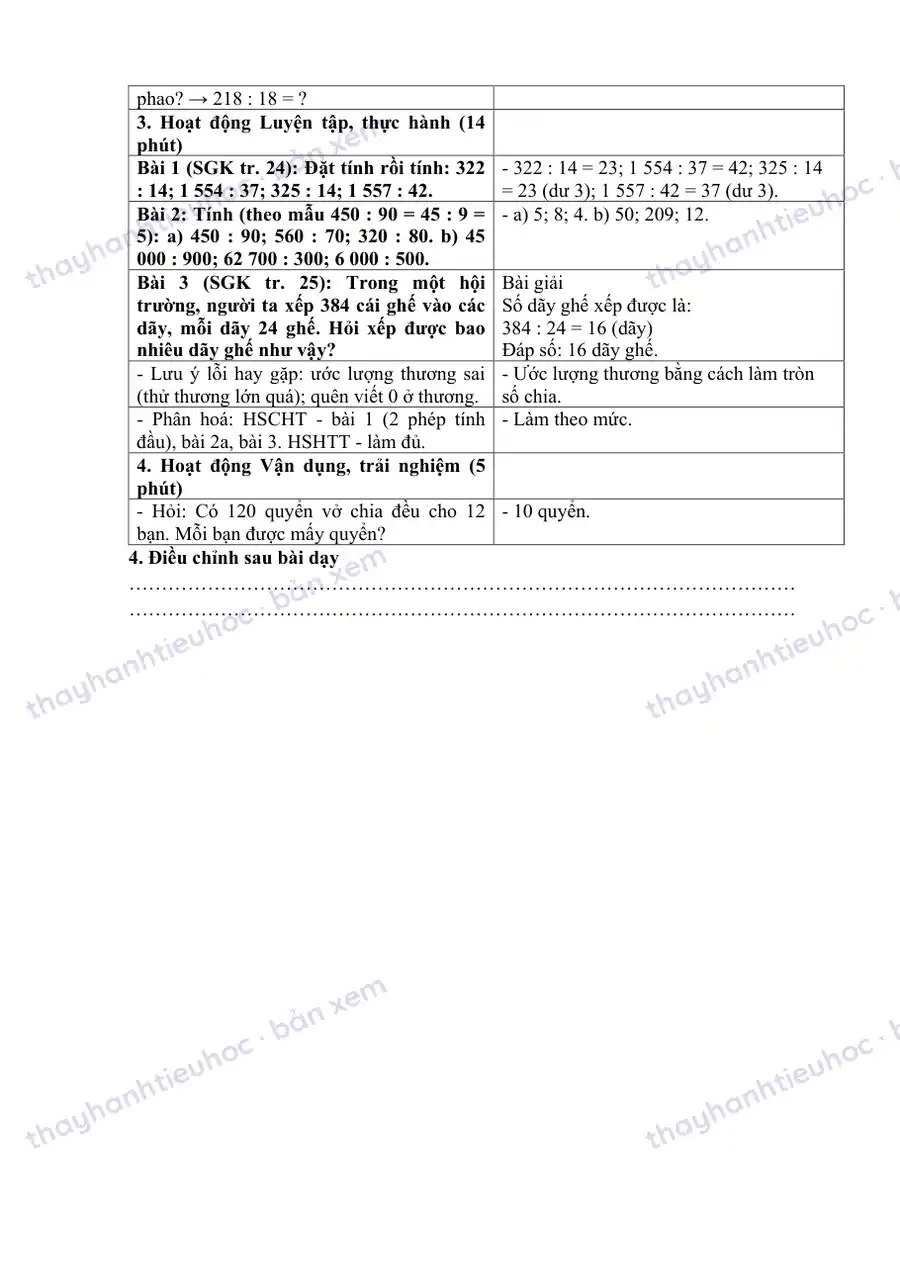 phao? → 218 : 18 = ?
3. Hoạt động Luyện tập, thực hành (14
phút)
Bài 1 (SGK tr. 24): Đặt tính rồi tính: 322
: 14; 1 554 : 37; 325 : 14; 1 557 : 42.
- 322 : 14 = 23; 1 554 : 37 = 42; 325 : 14
= 23 (dư 3); 1 557 : 42 = 37 (dư 3).
Bài 2: Tính (theo mẫu 450 : 90 = 45 : 9 =
5): a) 450 : 90; 560 : 70; 320 : 80. b) 45
000 : 900; 62 700 : 300; 6 000 : 500.
- a) 5; 8; 4. b) 50; 209; 12.
Bài 3 (SGK tr. 25): Trong một hội
trường, người ta xếp 384 cái ghế vào các
dãy, mỗi dãy 24 ghế. Hỏi xếp được bao
nhiêu dãy ghế như vậy?
Bài giải
Số dãy ghế xếp được là:
384 : 24 = 16 (dãy)
Đáp số: 16 dãy ghế.
- Lưu ý lỗi hay gặp: ước lượng thương sai
(thử thương lớn quá); quên viết 0 ở thương.
- Ước lượng thương bằng cách làm tròn
số chia.
- Phân hoá: HSCHT - bài 1 (2 phép tính
đầu), bài 2a, bài 3. HSHTT - làm đủ.
- Làm theo mức.
4. Hoạt động Vận dụng, trải nghiệm (5
phút)
- Hỏi: Có 120 quyển vở chia đều cho 12
bạn. Mỗi bạn được mấy quyển?
- 10 quyển.
4. Điều chỉnh sau bài dạy
……………………………………………………………………………………
……………………………………………………………………………………
thayhanhtieuhoc · bản xem
thayhanhtieuhoc · b
thayhanhtieuhoc · bản xem
thayhanhtieuhoc · b
thayhanhtieuhoc · bản xem
thayhanhtieuhoc · b